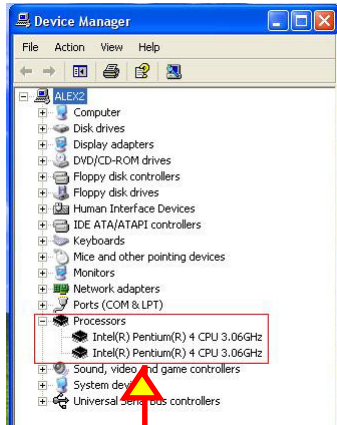 Device Manager
File Action View Help
ALEX2
Computer
Disk drives
Display adapters
DVD/CD-ROM drives
Floppy disk controllers
Floppy disk drives
Human Interface Devices
IDE ATA/ATAPI controllers
Keyboards
Mice and other pointing devices
Monitors
Network adapters
Ports (COM & LPT)
Processors
Intel(R) Pentium(R) 4 CPU 3.06GHz
Intel(R) Pentium(R) 4 CPU 3.06GHz
Sound, video and game controllers
System devices
Universal Serial Bus controllers